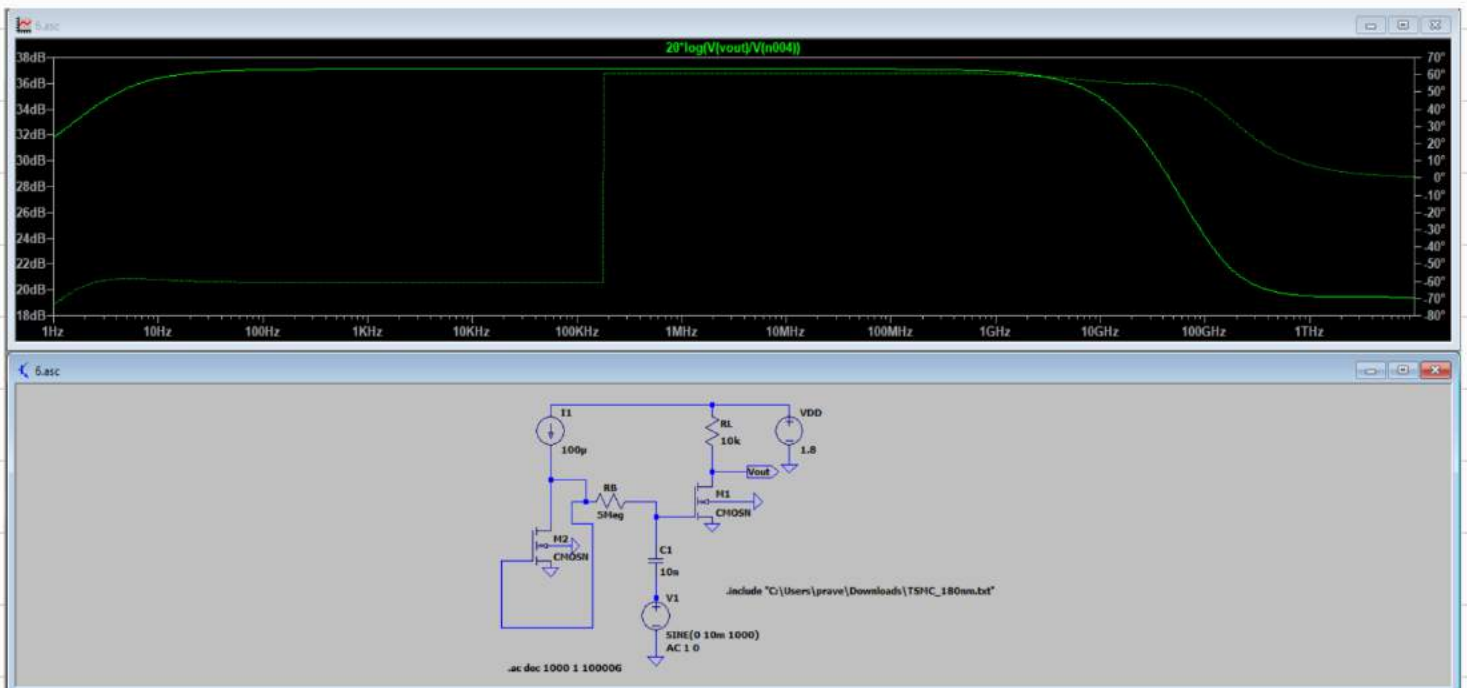 6.asc
20*log(V(vout)/V(n004))
38dB
36dB
34dB
32dB
30dB
28dB
26dB
24dB
22dB
20dB
18dB
70°
60°
50°
40°
30°
20°
10°
0°
-10°
-20°
-30°
-40°
-50°
-60°
-70°
-80°
1Hz 10Hz 100Hz 1KHz 10KHz 100KHz 1MHz 10MHz 100MHz 1GHz 10GHz 100GHz 1THz
6.asc
I1
100µ
RL
10k
VDD
1.8
Vout
RB
5Meg
M1
CMOSN
M2
CMOSN
C1
10n
V1
SINE(0 10m 1000)
AC 1 0
.include "C:\Users\prave\Downloads\TSMC_180nm.txt"
.ac dec 1000 1 10000G